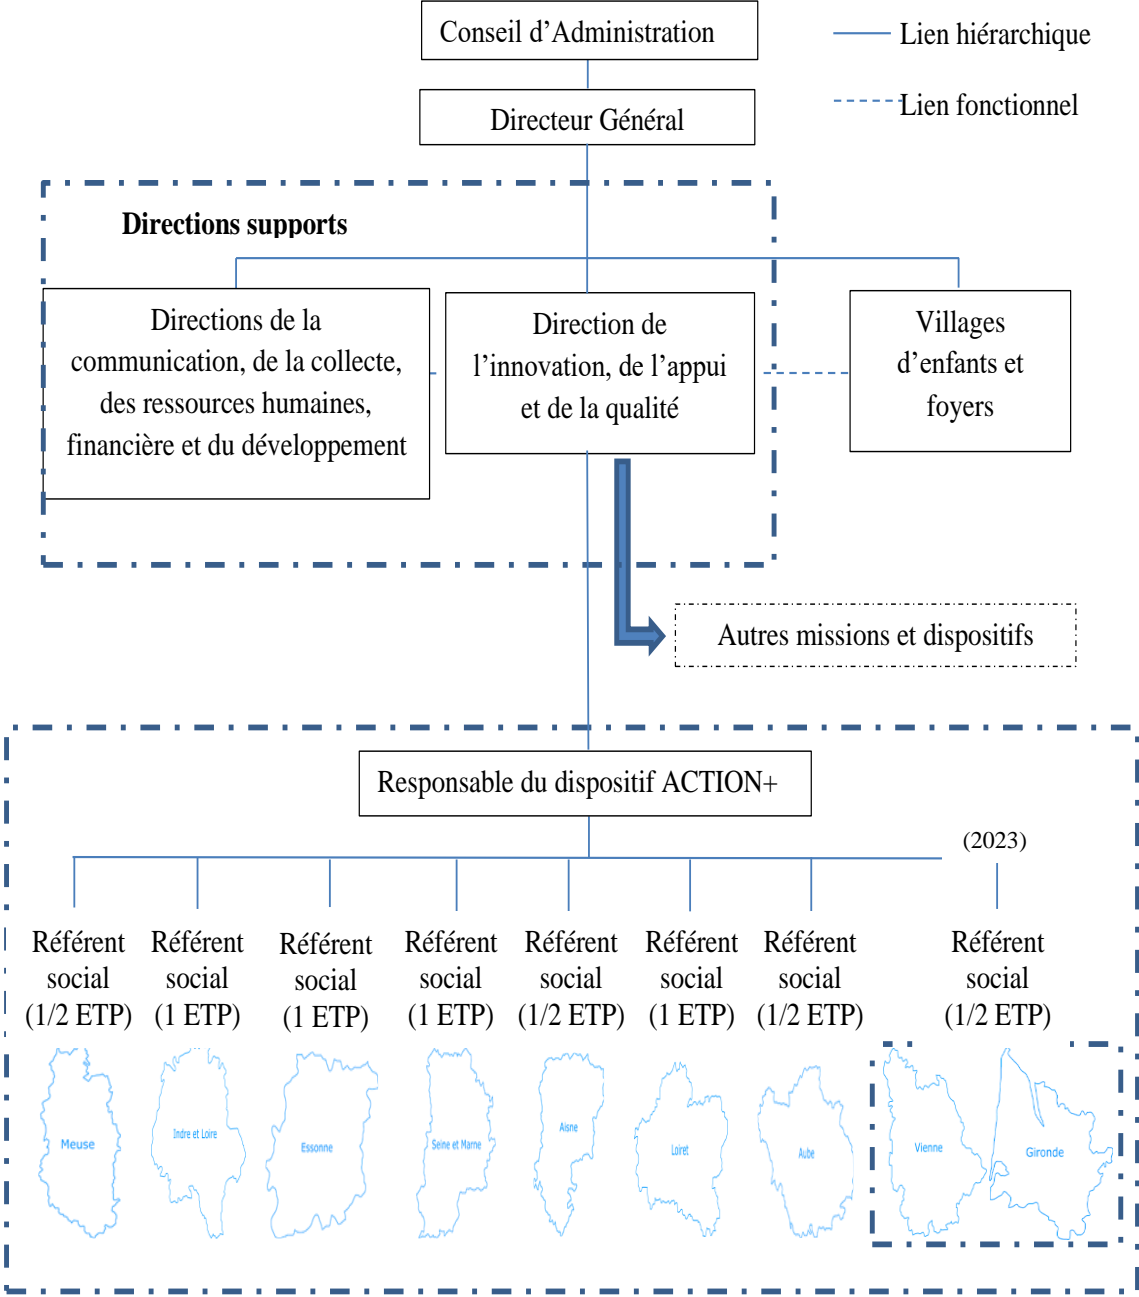 Conseil d’Administration
Lien hiérarchique
Lien fonctionnel
Directeur Général
Directions supports
Directions de la
communication, de la collecte,
des ressources humaines,
financière et du développement
Direction de
l’innovation, de l’appui
et de la qualité
Villages
d’enfants et
foyers
Autres missions et dispositifs
Responsable du dispositif ACTION+
(2023)
Référent
social
(1/2 ETP)
Référent
social
(1 ETP)
Référent
social
(1 ETP)
Référent
social
(1 ETP)
Référent
social
(1/2 ETP)
Référent
social
(1 ETP)
Référent
social
(1/2 ETP)
Référent
social
(1/2 ETP)
Meuse
Indre et Loire
Essonne
Seine et Marne
Aisne
Loiret
Aube
Vienne
Gironde